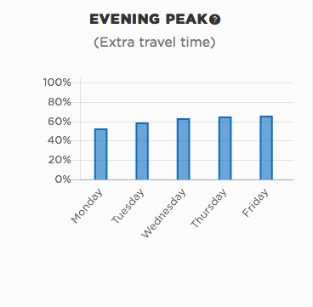 EVENING PEAK?
(Extra travel time)
100%
80%
60%
40%
20%
0%
Monday
Tuesday
Wednesday
Thursday
Friday